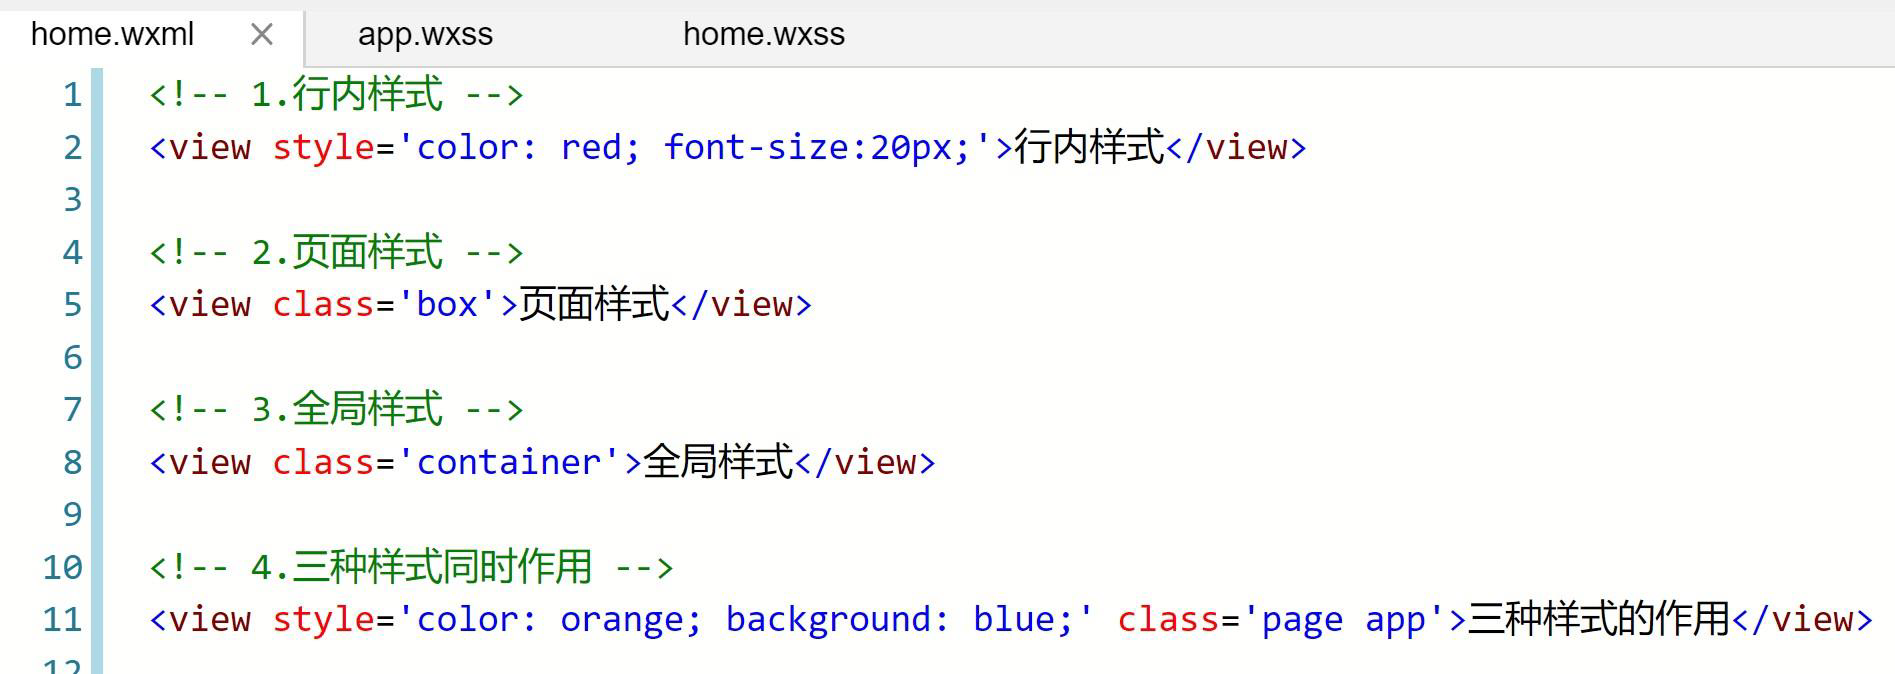 home.wxml × app.wxss home.wxss
1 <!-- 1.行内样式 -->
2 <view style='color: red; font-size:20px;'>行内样式</view>
3
4 <!-- 2.页面样式 -->
5 <view class='box'>页面样式</view>
6
7 <!-- 3.全局样式 -->
8 <view class='container'>全局样式</view>
9
10 <!-- 4.三种样式同时作用 -->
11 <view style='color: orange; background: blue;' class='page app'>三种样式的作用</view>
12